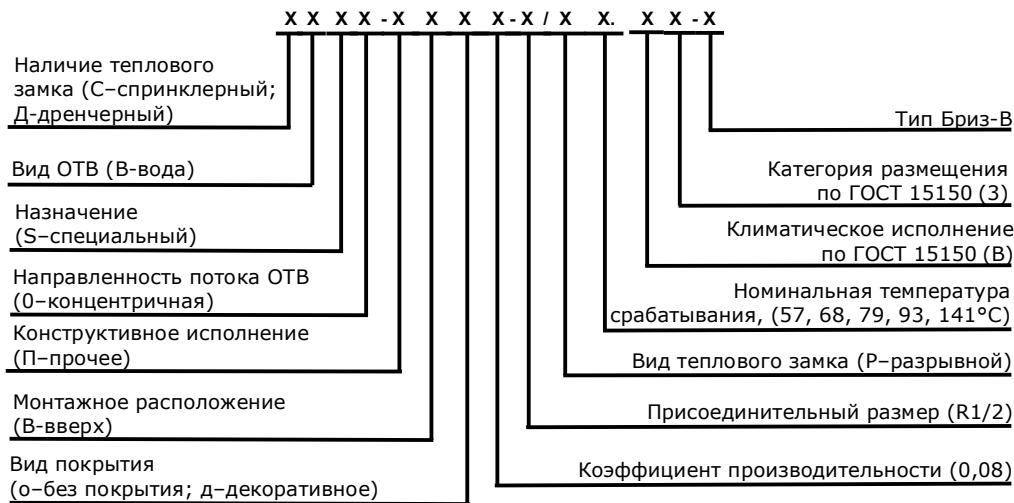 X X X X - X X X X - X / X X. X X - X
Наличие теплового
замка (С–спринклерный;
Д-дренчерный)
Вид ОТВ (В-вода)
Назначение
(S–специальный)
Направленность потока ОТВ
(0–концентричная)
Конструктивное исполнение
(П–прочее)
Монтажное расположение
(В-вверх)
Вид покрытия
(о–без покрытия; д–декоративное)
Тип Бриз-В
Категория размещения
по ГОСТ 15150 (3)
Климатическое исполнение
по ГОСТ 15150 (В)
Номинальная температура
срабатывания, (57, 68, 79, 93, 141°С)
Вид теплового замка (Р–разрывной)
Присоединительный размер (R1/2)
Коэффициент производительности (0,08)